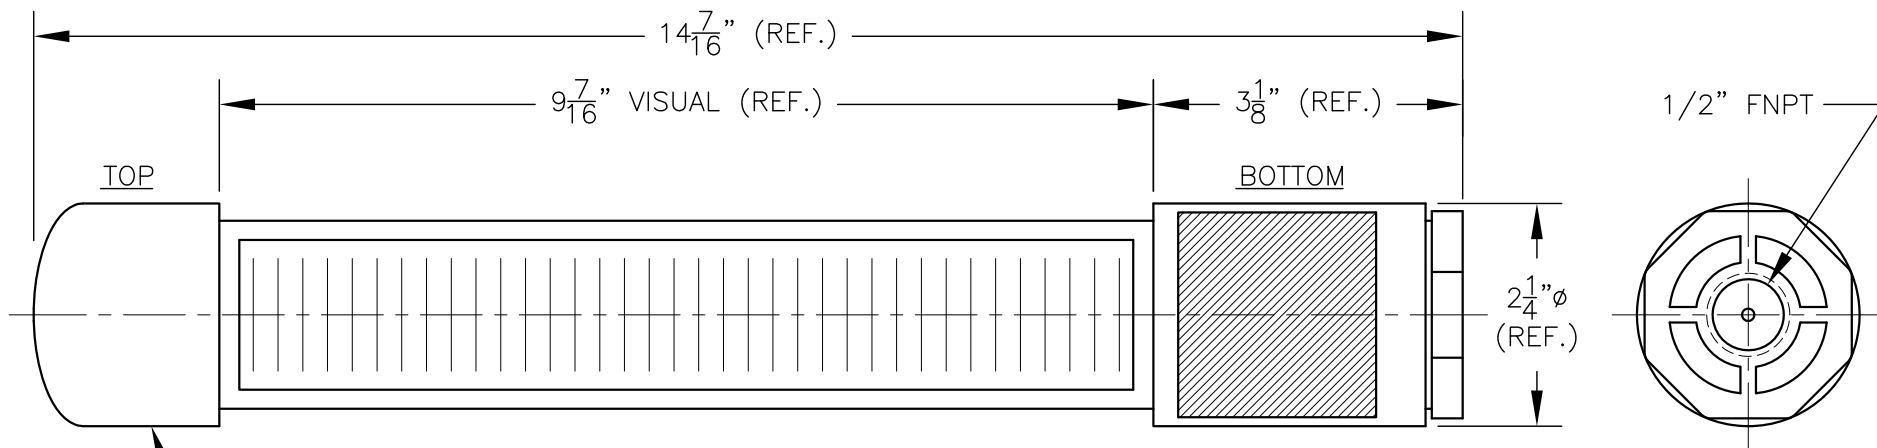 14 7/16" (REF.)
9 7/16" VISUAL (REF.)
3 1/8" (REF.)
1/2" FNPT
TOP
BOTTOM
2 1/4"ø
(REF.)